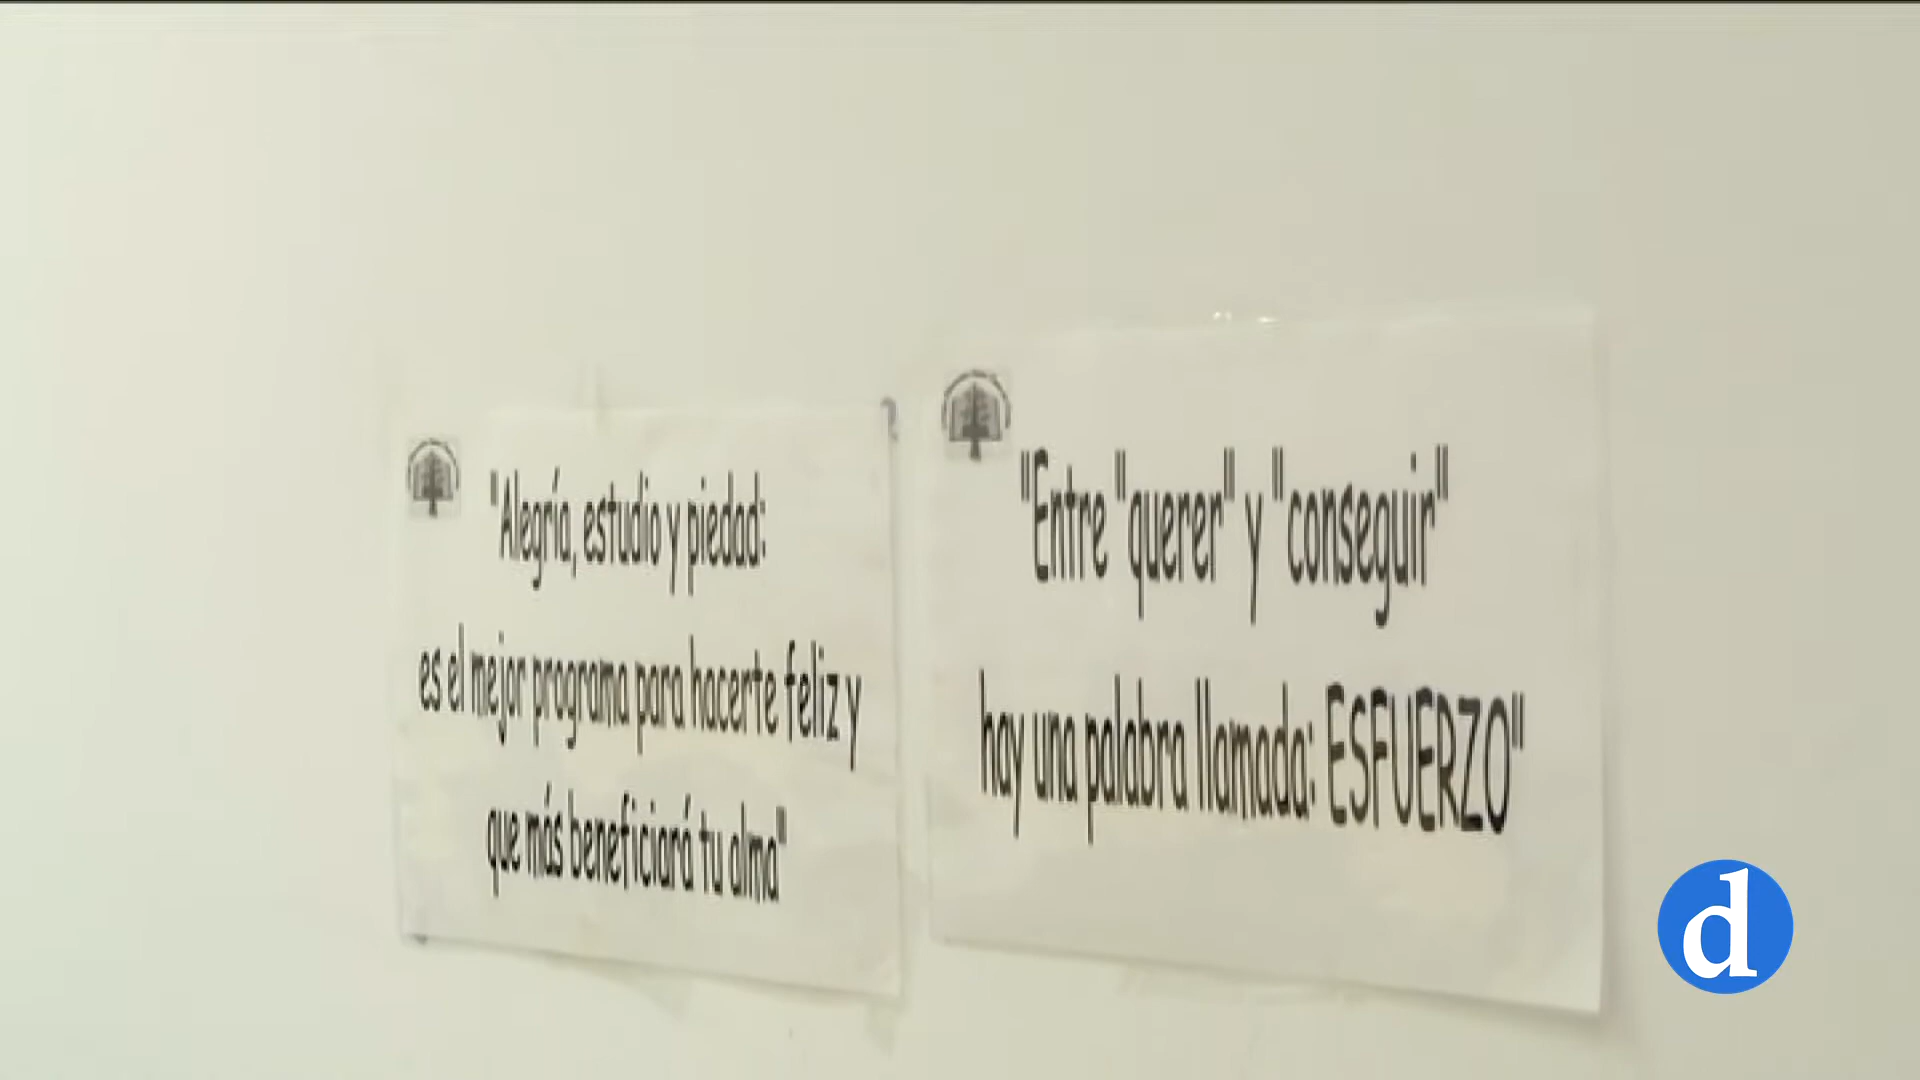 "Alegría, estudio y piedad:
es el mejor programa para hacerte feliz y
que más beneficiará tu alma"
"Entre "querer" y "conseguir"
hay una palabra llamada: ESFUERZO"
d